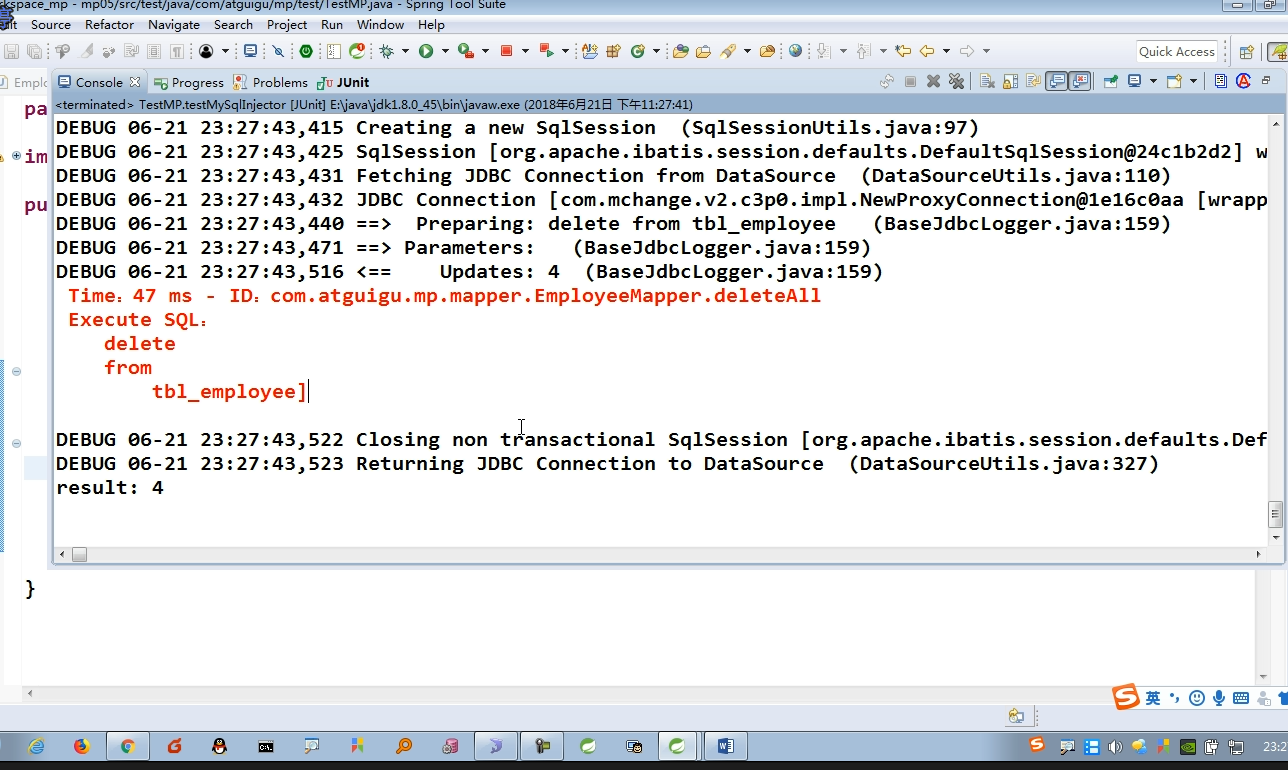 kspace_mp - mp05/src/test/java/com/atguigu/mp/test/TestMP.java - Spring Tool Suite
Source Refactor Navigate Search Project Run Window Help
Quick Access
Emplo
Console Progress Problems JUnit
<terminated> TestMP.testMySqlInjector [JUnit] E:\java\jdk1.8.0_45\bin\javaw.exe (2018年6月21日 下午11:27:41)
pa
DEBUG 06-21 23:27:43,415 Creating a new SqlSession (SqlSessionUtils.java:97)
im
DEBUG 06-21 23:27:43,425 SqlSession [org.apache.ibatis.session.defaults.DefaultSqlSession@24c1b2d2] w
DEBUG 06-21 23:27:43,431 Fetching JDBC Connection from DataSource (DataSourceUtils.java:110)
pu
DEBUG 06-21 23:27:43,432 JDBC Connection [com.mchange.v2.c3p0.impl.NewProxyConnection@1e16c0aa [wrapp
DEBUG 06-21 23:27:43,440 ==> Preparing: delete from tbl_employee (BaseJdbcLogger.java:159)
DEBUG 06-21 23:27:43,471 ==> Parameters: (BaseJdbcLogger.java:159)
DEBUG 06-21 23:27:43,516 <== Updates: 4 (BaseJdbcLogger.java:159)
Time：47 ms - ID：com.atguigu.mp.mapper.EmployeeMapper.deleteAll
Execute SQL：
delete
from
tbl_employee]
DEBUG 06-21 23:27:43,522 Closing non transactional SqlSession [org.apache.ibatis.session.defaults.Def
DEBUG 06-21 23:27:43,523 Returning JDBC Connection to DataSource (DataSourceUtils.java:327)
result: 4
}
英
23:2